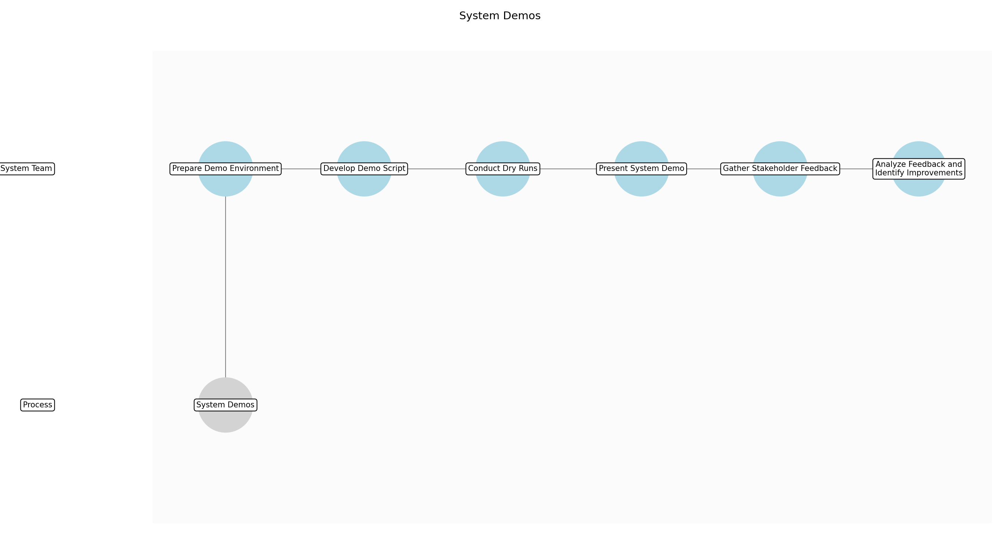 System Demos
System Team
Prepare Demo Environment
Develop Demo Script
Conduct Dry Runs
Present System Demo
Gather Stakeholder Feedback
Analyze Feedback and
Identify Improvements
Process
System Demos